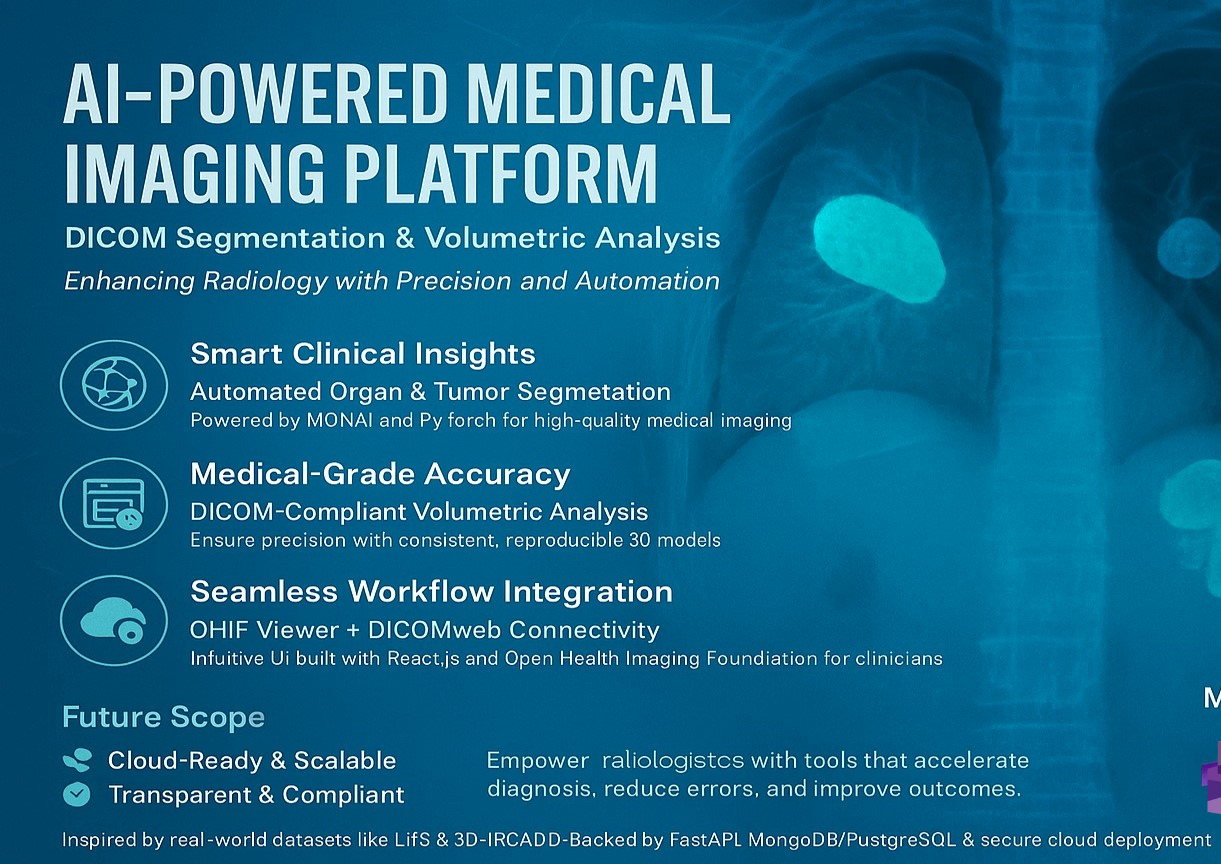 AI-POWERED MEDICAL
IMAGING PLATFORM
DICOM Segmentation & Volumetric Analysis
Enhancing Radiology with Precision and Automation
Smart Clinical Insights
Automated Organ & Tumor Segmetation
Powered by MONAI and Py forch for high-quality medical imaging
Medical-Grade Accuracy
DICOM-Compliant Volumetric Analysis
Ensure precision with consistent, reproducible 30 models
Seamless Workflow Integration
OHIF Viewer + DICOMweb Connectivity
Infuitive Ui built with React,js and Open Health Imaging Foundation for clinicians
Future Scope
Cloud-Ready & Scalable
Transparent & Compliant
Empower raliologistcs with tools that accelerate
diagnosis, reduce errors, and improve outcomes.
M
Inspired by real-world datasets like LifS & 3D-IRCADD-Backed by FastAPL MongoDB/PustgreSQL & secure cloud deployment